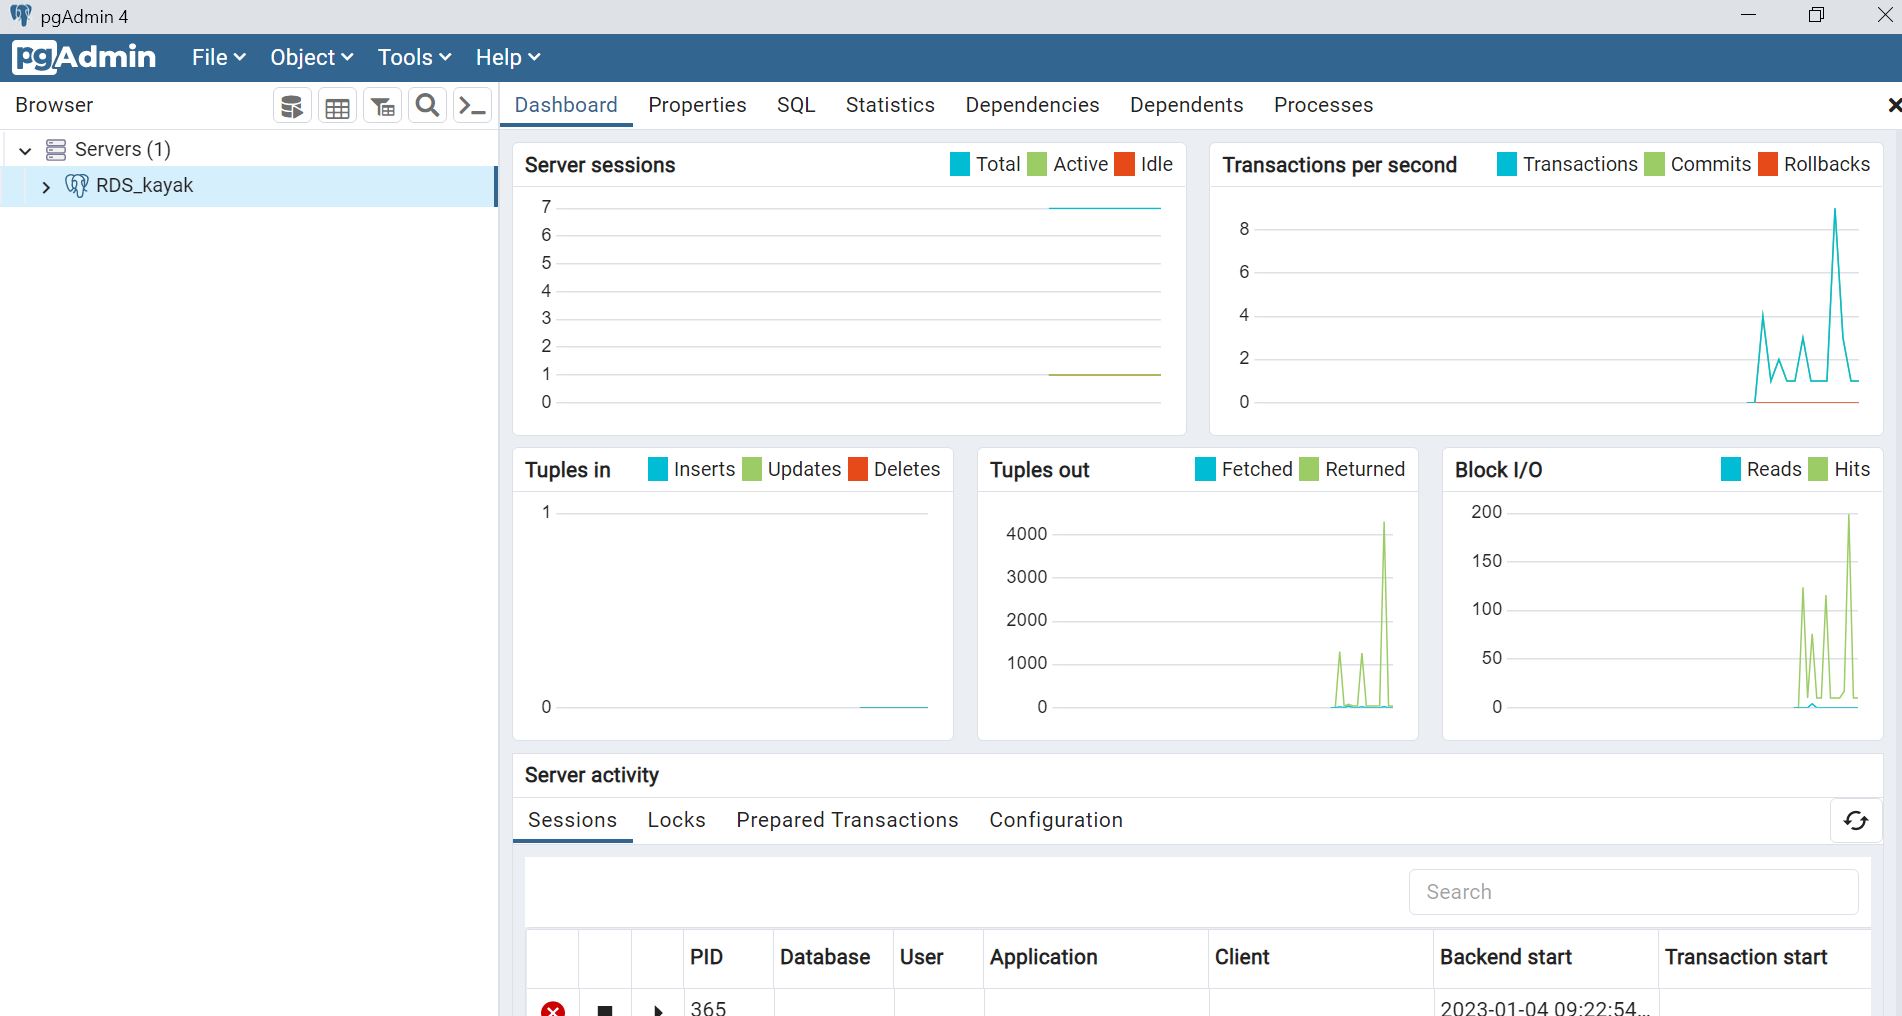 pgAdmin 4
pgAdmin File Object Tools Help
Browser
Dashboard Properties SQL Statistics Dependencies Dependents Processes
Servers (1)
RDS_kayak
Server sessions Total Active Idle
7
6
5
4
3
2
1
0
Transactions per second Transactions Commits Rollbacks
8
6
4
2
0
Tuples in Inserts Updates Deletes
1
0
Tuples out Fetched Returned
4000
3000
2000
1000
0
Block I/O Reads Hits
200
150
100
50
0
Server activity
Sessions Locks Prepared Transactions Configuration
Search
PID Database User Application Client Backend start Transaction start
365 2023-01-04 09:22:54...